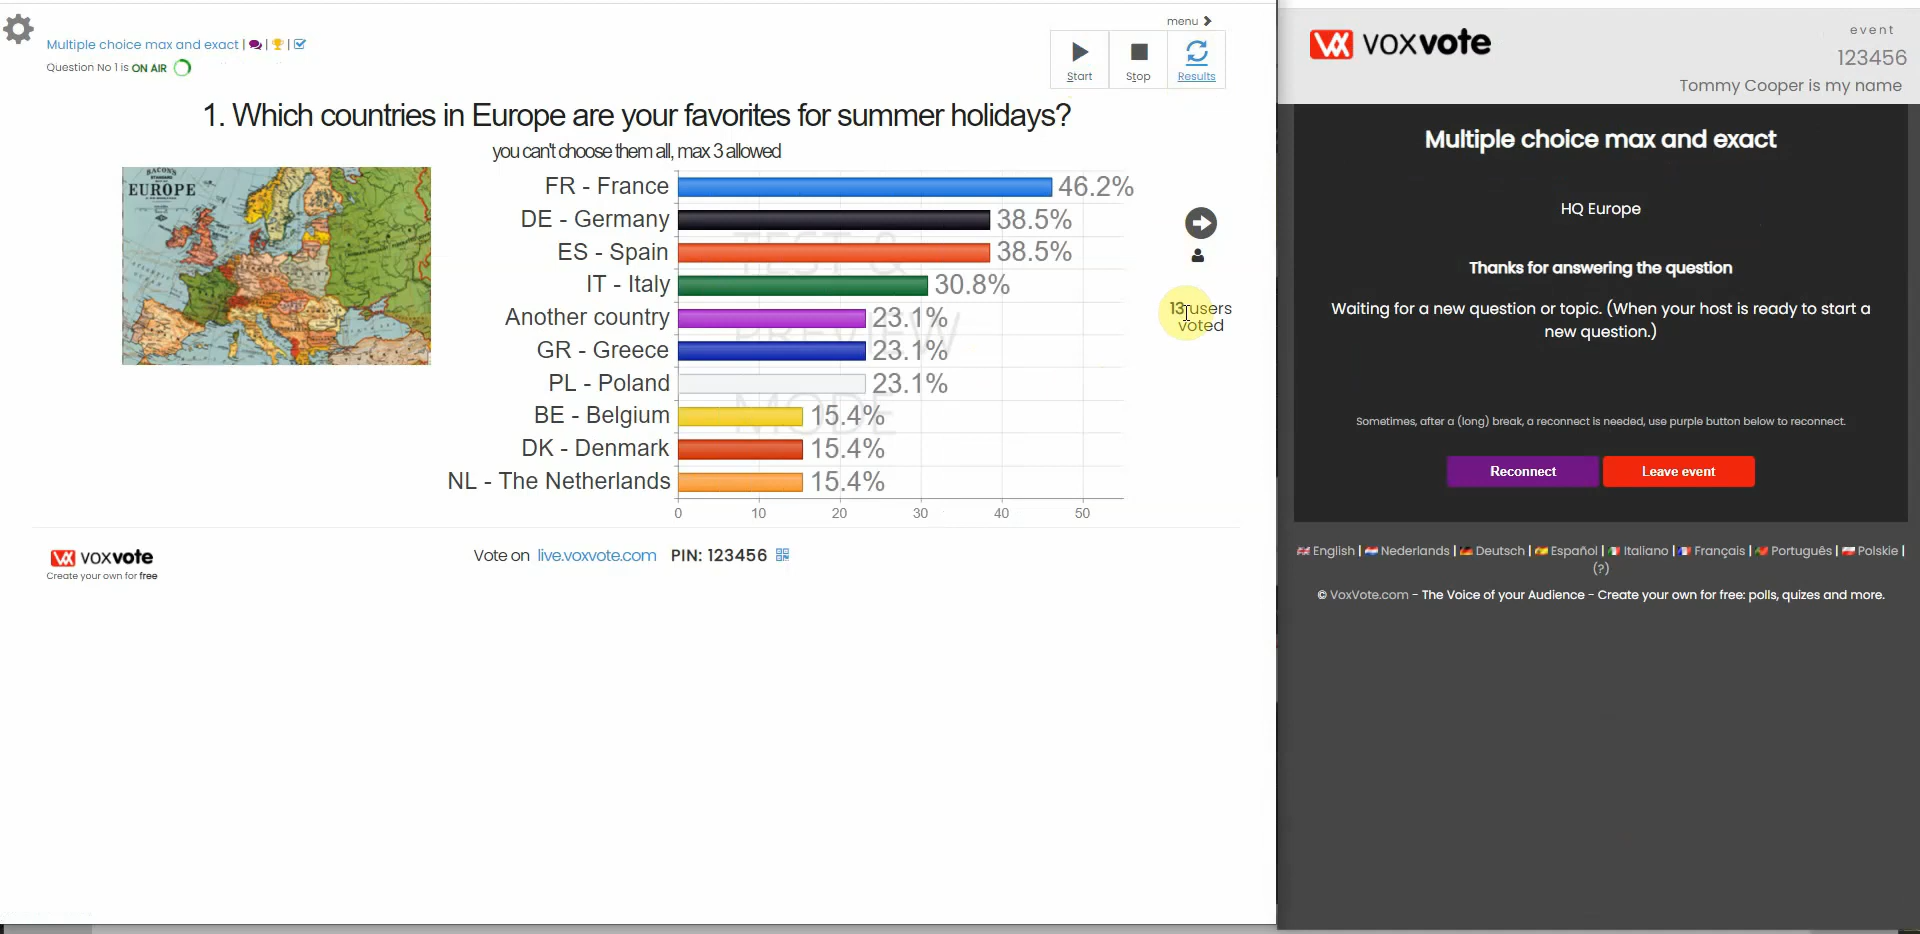 menu
Multiple choice max and exact | | |
Question No 1 is ON AIR
Start
Stop
Results
1. Which countries in Europe are your favorites for summer holidays?
you can't choose them all, max 3 allowed
BACON'S
STANDARD
MAP OF
EUROPE
FR - France 46.2%
DE - Germany 38.5%
ES - Spain 38.5%
IT - Italy 30.8%
Another country 23.1%
GR - Greece 23.1%
PL - Poland 23.1%
BE - Belgium 15.4%
DK - Denmark 15.4%
NL - The Netherlands 15.4%
0 10 20 30 40 50
TEST &
PREVIEW
MODE
13 users
voted
voxvote
Create your own for free
Vote on live.voxvote.com PIN: 123456
voxvote
event
123456
Tommy Cooper is my name
Multiple choice max and exact
HQ Europe
Thanks for answering the question
Waiting for a new question or topic. (When your host is ready to start a
new question.)
Sometimes, after a (long) break, a reconnect is needed, use purple button below to reconnect.
Reconnect
Leave event
English | Nederlands | Deutsch | Español | Italiano | Français | Português | Polskie |
(?)
© VoxVote.com - The Voice of your Audience - Create your own for free: polls, quizes and more.